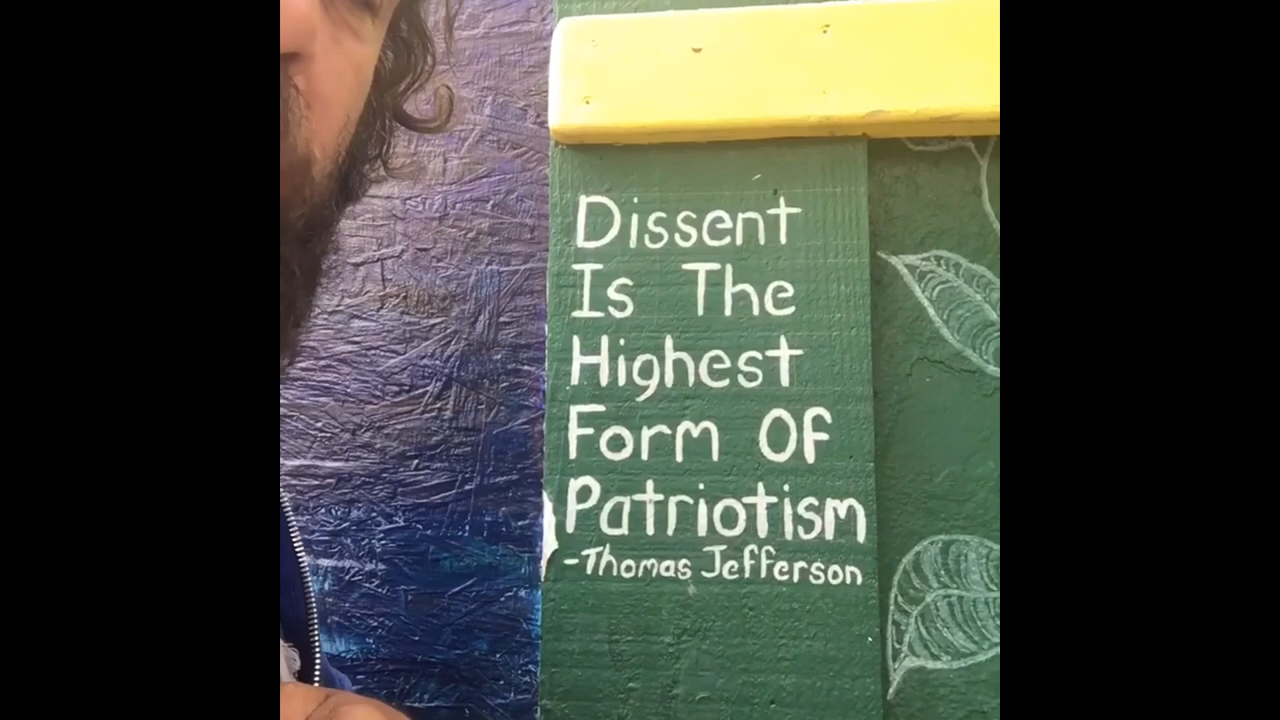 Dissent
Is The
Highest
Form Of
Patriotism
-Thomas Jefferson